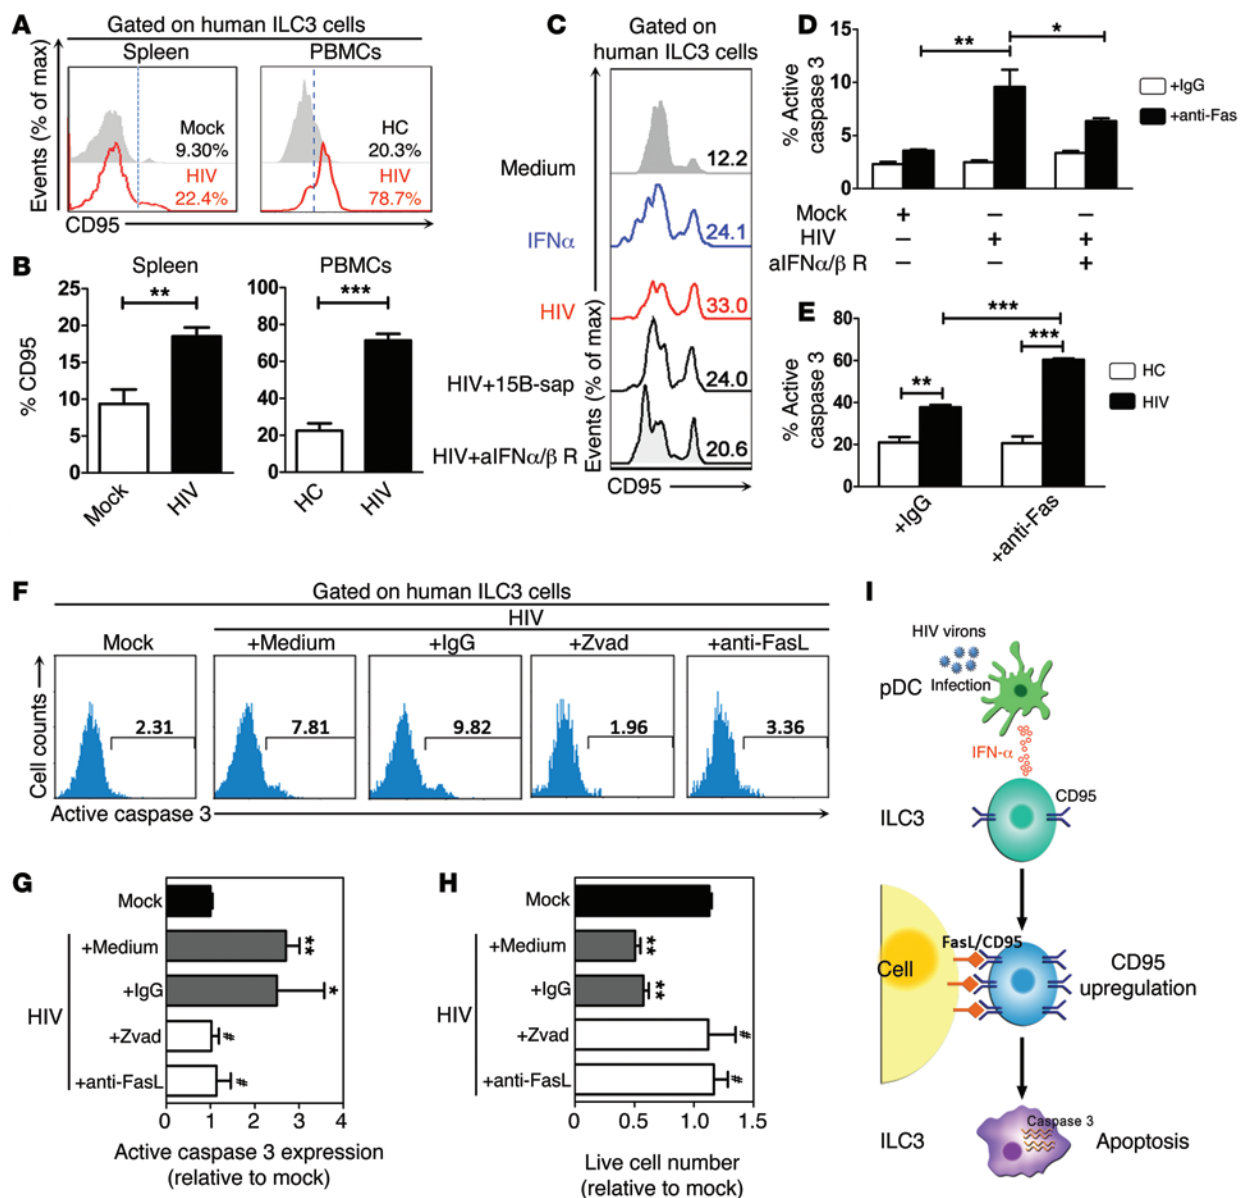 A
Gated on human ILC3 cells
Spleen
PBMCs
Events (% of max)
Mock
9.30%
HIV
22.4%
HC
20.3%
HIV
78.7%
CD95
B
Spleen
PBMCs
% CD95
25
20
15
10
5
0
**
Mock
HIV
100
80
60
40
20
0
***
HC
HIV
C
Gated on
human ILC3 cells
Events (% of max)
Medium
12.2
IFNα
24.1
HIV
33.0
HIV+15B-sap
24.0
HIV+aIFNα/β R
20.6
CD95
D
% Active
caspase 3
15
10
5
0
**
*
+IgG
+anti-Fas
Mock + – –
HIV – + +
aIFNα/β R – – +
E
% Active
caspase 3
80
60
40
20
0
**
***
***
HC
HIV
+IgG
+anti-Fas
F
Gated on human ILC3 cells
HIV
Mock
+Medium
+IgG
+Zvad
+anti-FasL
Cell counts
2.31
7.81
9.82
1.96
3.36
Active caspase 3
G
Mock
HIV
+Medium
+IgG
+Zvad
+anti-FasL
**
*
#
#
0 1 2 3 4
Active caspase 3 expression
(relative to mock)
H
Mock
HIV
+Medium
+IgG
+Zvad
+anti-FasL
**
**
#
#
0 0.5 1.0 1.5
Live cell number
(relative to mock)
I
HIV virons
pDC
Infection
IFN-α
CD95
ILC3
FasL/CD95
Cell
CD95
upregulation
Caspase 3
ILC3
Apoptosis